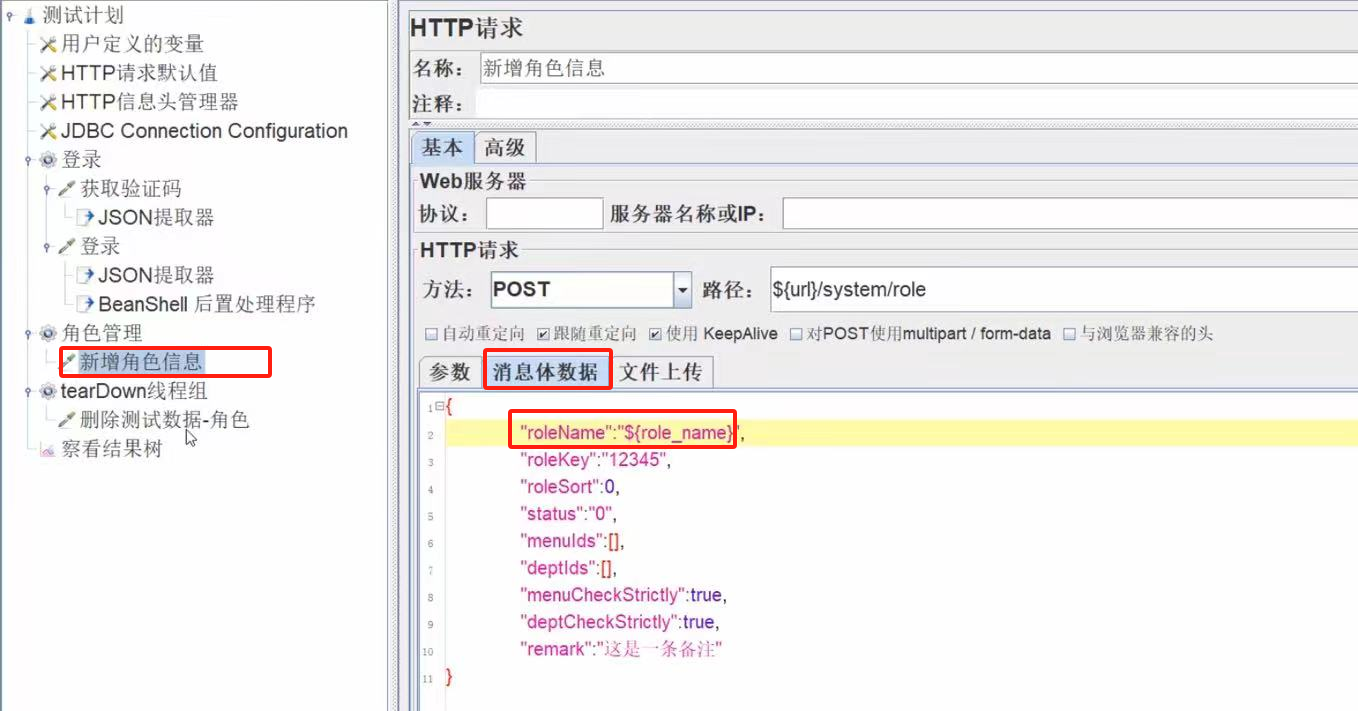 测试计划
用户定义的变量
HTTP请求默认值
HTTP信息头管理器
JDBC Connection Configuration
登录
获取验证码
JSON提取器
登录
JSON提取器
BeanShell 后置处理程序
角色管理
新增角色信息
tearDown线程组
删除测试数据-角色
察看结果树
HTTP请求
名称： 新增角色信息
注释：
基本 高级
Web服务器
协议： 服务器名称或IP：
HTTP请求
方法： POST 路径： ${url}/system/role
自动重定向 跟随重定向 使用 KeepAlive 对POST使用multipart / form-data 与浏览器兼容的头
参数 消息体数据 文件上传
1 {
2 "roleName":"${role_name}",
3 "roleKey":"12345",
4 "roleSort":0,
5 "status":"0",
6 "menuIds":[],
7 "deptIds":[],
8 "menuCheckStrictly":true,
9 "deptCheckStrictly":true,
10 "remark":"这是一条备注"
11 }